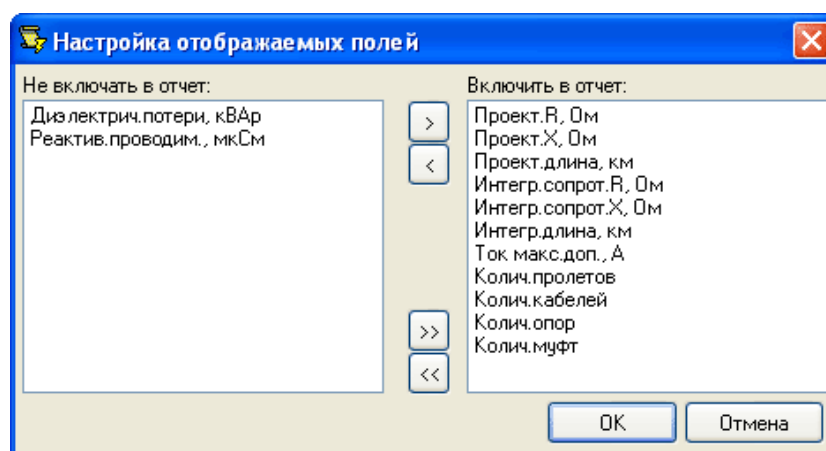 Настройка отображаемых полей
Не включать в отчет:
Диэлектрич.потери, кВАр
Реактив.проводим., мкСм
>
<
>>
<<
Включить в отчет:
Проект.R, Ом
Проект.X, Ом
Проект.длина, км
Интегр.сопрот.R, Ом
Интегр.сопрот.X, Ом
Интегр.длина, км
Ток макс.доп., А
Колич.пролетов
Колич.кабелей
Колич.опор
Колич.муфт
OK
Отмена